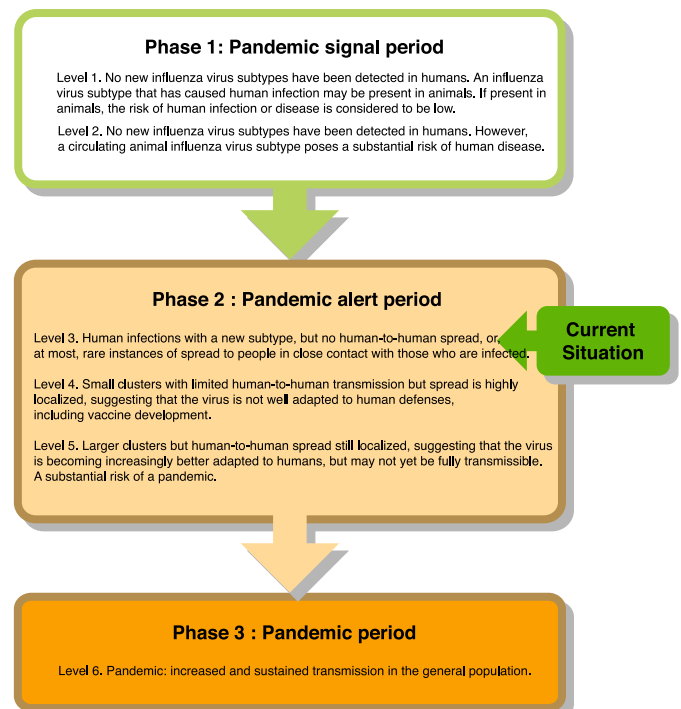 Phase 1: Pandemic signal period
Level 1. No new influenza virus subtypes have been detected in humans. An influenza
virus subtype that has caused human infection may be present in animals. If present in
animals, the risk of human infection or disease is considered to be low.
Level 2. No new influenza virus subtypes have been detected in humans. However,
a circulating animal influenza virus subtype poses a substantial risk of human disease.
Phase 2 : Pandemic alert period
Level 3. Human infections with a new subtype, but no human-to-human spread, or,
at most, rare instances of spread to people in close contact with those who are infected.
Current
Situation
Level 4. Small clusters with limited human-to-human transmission but spread is highly
localized, suggesting that the virus is not well adapted to human defenses,
including vaccine development.
Level 5. Larger clusters but human-to-human spread still localized, suggesting that the virus
is becoming increasingly better adapted to humans, but may not yet be fully transmissible.
A substantial risk of a pandemic.
Phase 3 : Pandemic period
Level 6. Pandemic: increased and sustained transmission in the general population.